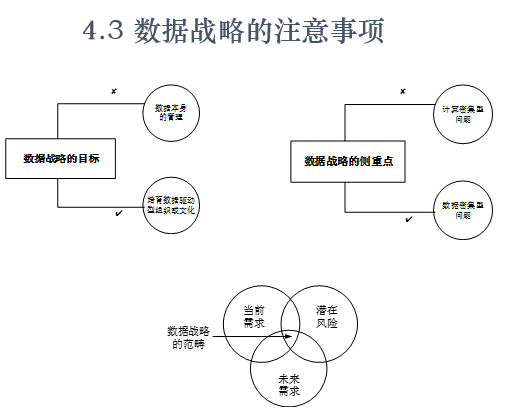 4.3 数据战略的注意事项
✘
数据本身
的管理
数据战略的目标
✔
培育数据驱动
型组织或文化
✘
计算密集型
问题
数据战略的侧重点
✔
数据密集型
问题
当前
需求
潜在
风险
数据战略
的范畴
未来
需求